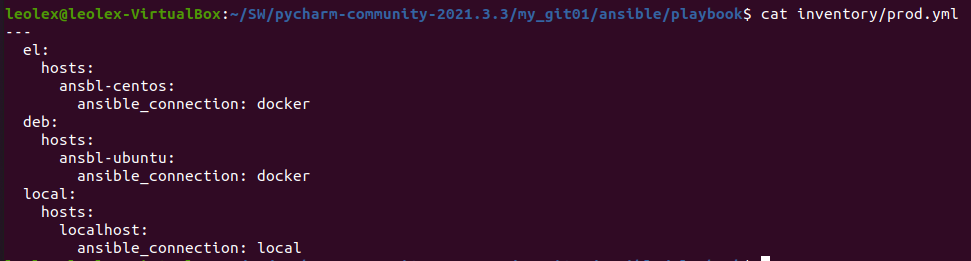 leolex@leolex-VirtualBox:~/SW/pycharm-community-2021.3.3/my_git01/ansible/playbook$ cat inventory/prod.yml
---
  el:
    hosts:
      ansbl-centos:
        ansible_connection: docker
  deb:
    hosts:
      ansbl-ubuntu:
        ansible_connection: docker
  local:
    hosts:
      localhost:
        ansible_connection: local